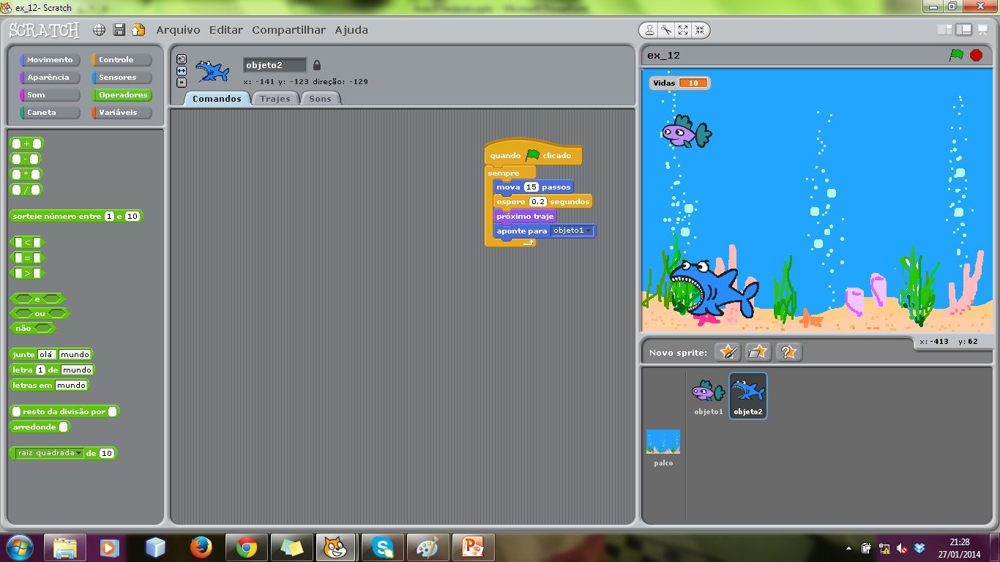 ex_12- Scratch
SCRATCH
Arquivo Editar Compartilhar Ajuda
Movimento
Controle
Aparência
Sensores
Som
Operadores
Caneta
Variáveis
+
-
*
/
sorteie número entre 1 e 10
<
=
>
e
ou
não
junte olá mundo
letra 1 de mundo
letras em mundo
resto da divisão por
arredonde
raiz quadrada de 10
objeto2
x: -141 y: -123 direção: -129
Comandos Trajes Sons
quando clicado
sempre
mova 15 passos
espere 0.2 segundos
próximo traje
aponte para objeto1
ex_12
Vidas 10
x: -413 y: 62
Novo sprite:
objeto1
objeto2
palco
21:28
27/01/2014